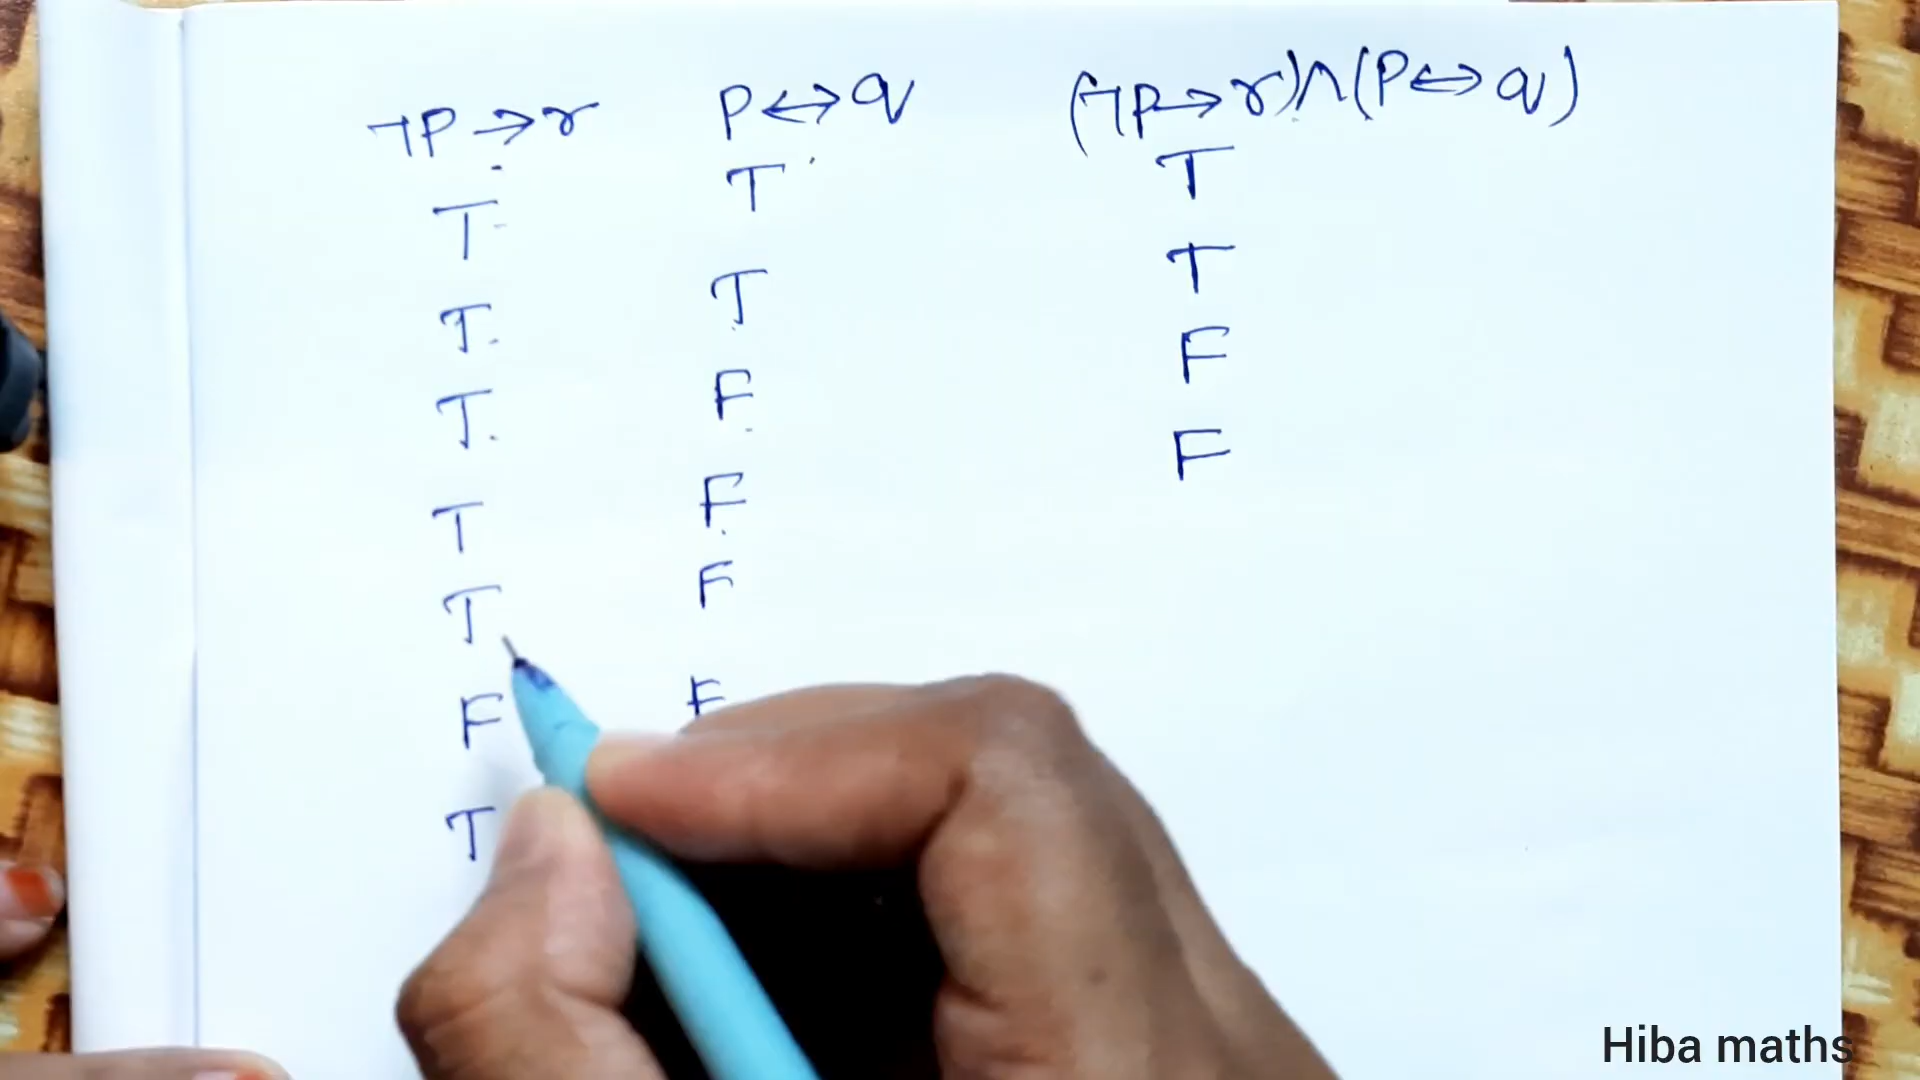 ¬P→r P↔q (¬P→r)∧(P↔q)
T T T
T T T
T F F
T F F
T F
F F
T
Hiba maths